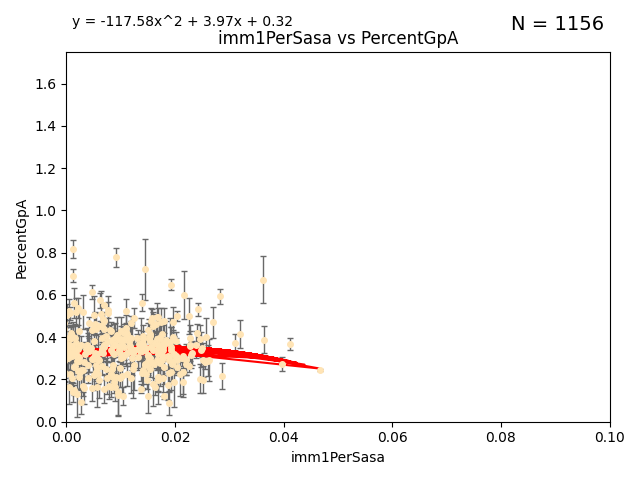 y = -117.58x^2 + 3.97x + 0.32
N = 1156
imm1PerSasa vs PercentGpA
PercentGpA
1.6
1.4
1.2
1.0
0.8
0.6
0.4
0.2
0.0
0.00 0.02 0.04 0.06 0.08 0.10
imm1PerSasa